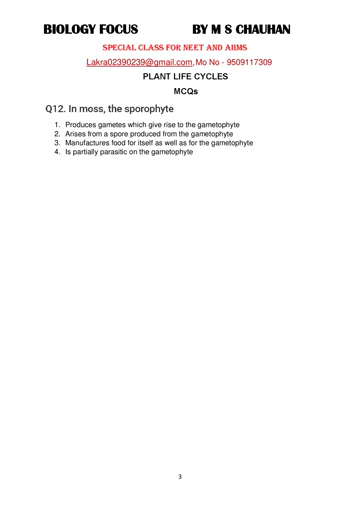 BIOLOGY FOCUS BY M S CHAUHAN
SPECIAL CLASS FOR NEET AND AIIMS
Lakra02390239@gmail.com,Mo No - 9509117309
PLANT LIFE CYCLES
MCQs
Q12. In moss, the sporophyte
1. Produces gametes which give rise to the gametophyte
2. Arises from a spore produced from the gametophyte
3. Manufactures food for itself as well as for the gametophyte
4. Is partially parasitic on the gametophyte
3